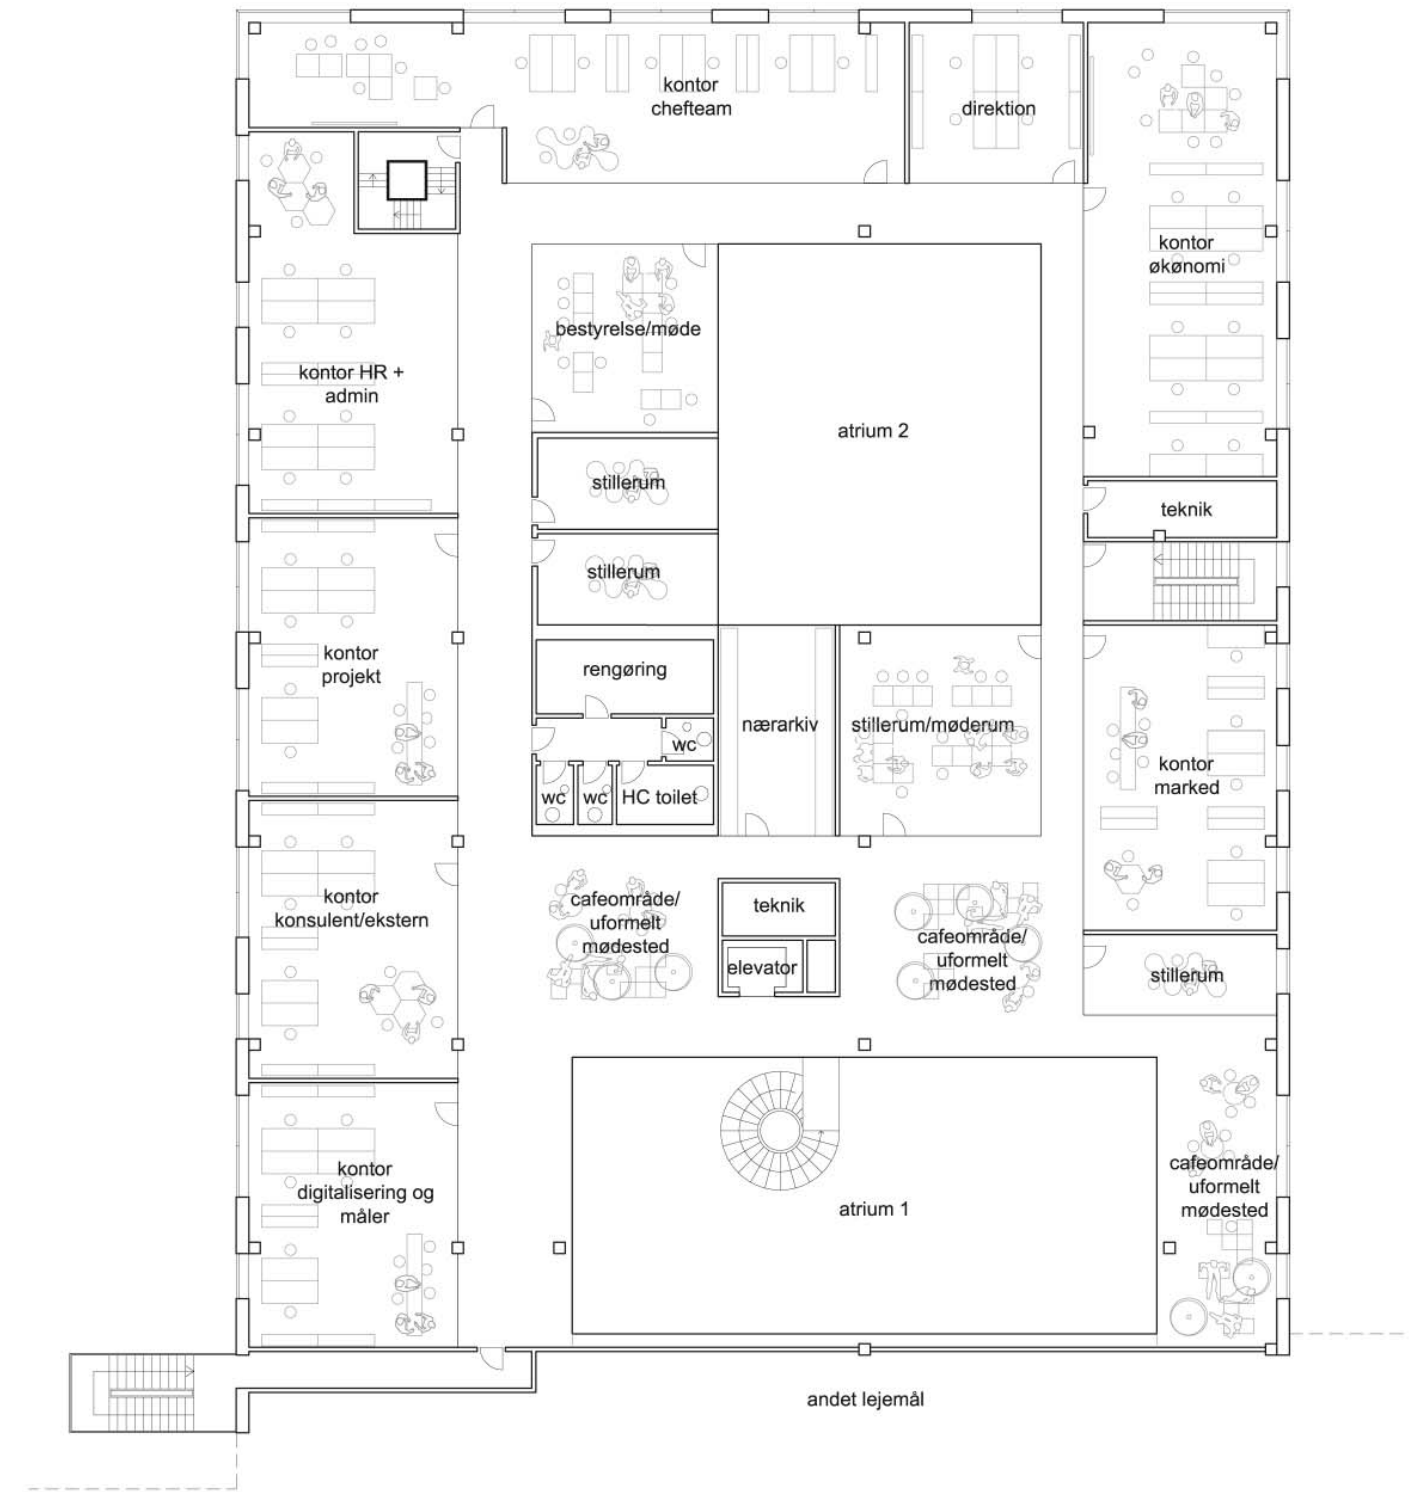 kontor
chefteam
direktion
kontor
økønomi
bestyrelse/møde
kontor HR +
admin
atrium 2
stillerum
teknik
stillerum
kontor
projekt
rengøring
nærarkiv
stillerum/møderum
wc
kontor
marked
wc
wc
HC toilet
kontor
konsulent/ekstern
cafeområde/
uformelt
mødested
teknik
elevator
cafeområde/
uformelt
mødested
stillerum
kontor
digitalisering og
måler
atrium 1
cafeområde/
uformelt
mødested
andet lejemål